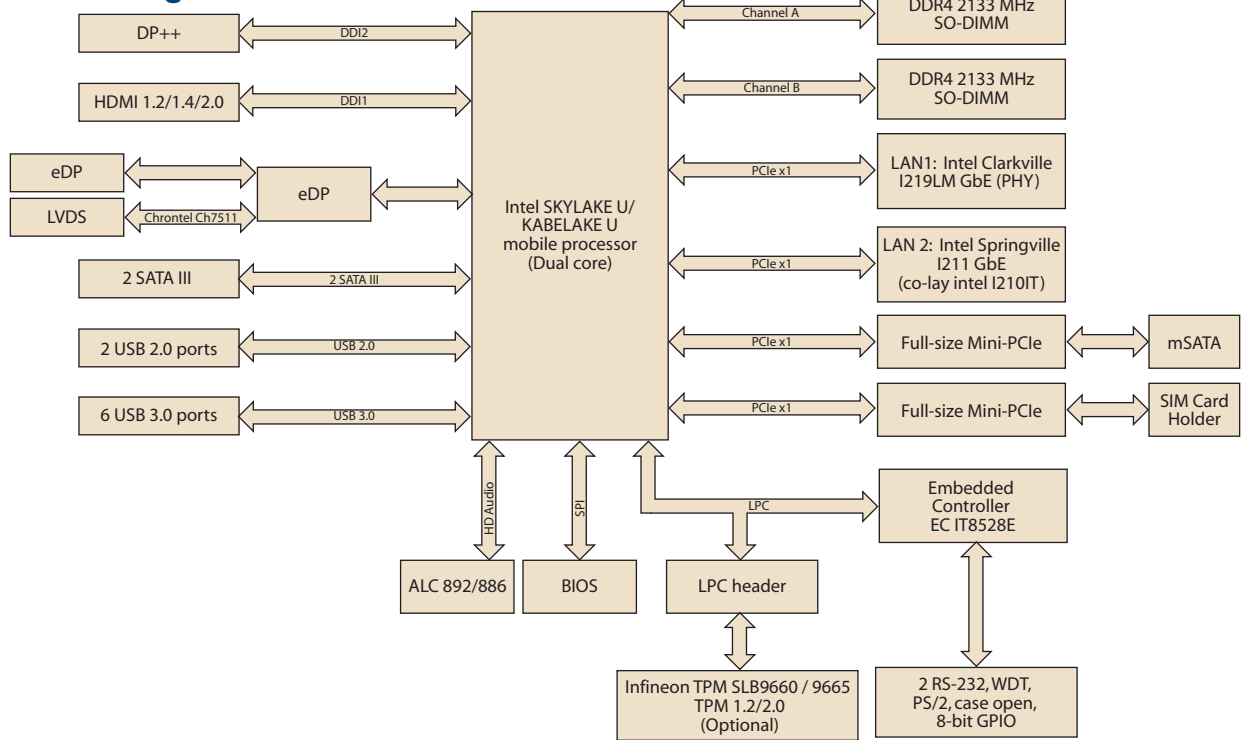 DP++
DDI2
Channel A
DDR4 2133 MHz
SO-DIMM
HDMI 1.2/1.4/2.0
DDI1
Channel B
DDR4 2133 MHz
SO-DIMM
eDP
LVDS
Chrontel Ch7511
eDP
Intel SKYLAKE U/
KABELAKE U
mobile processor
(Dual core)
PCIe x1
LAN1: Intel Clarkville
I219LM GbE (PHY)
PCIe x1
LAN 2: Intel Springville
I211 GbE
(co-lay intel I210IT)
2 SATA III
2 SATA III
2 USB 2.0 ports
USB 2.0
PCIe x1
Full-size Mini-PCIe
mSATA
6 USB 3.0 ports
USB 3.0
PCIe x1
Full-size Mini-PCIe
SIM Card
Holder
HD Audio
SPI
LPC
Embedded
Controller
EC IT8528E
ALC 892/886
BIOS
LPC header
Infineon TPM SLB9660 / 9665
TPM 1.2/2.0
(Optional)
2 RS-232, WDT,
PS/2, case open,
8-bit GPIO